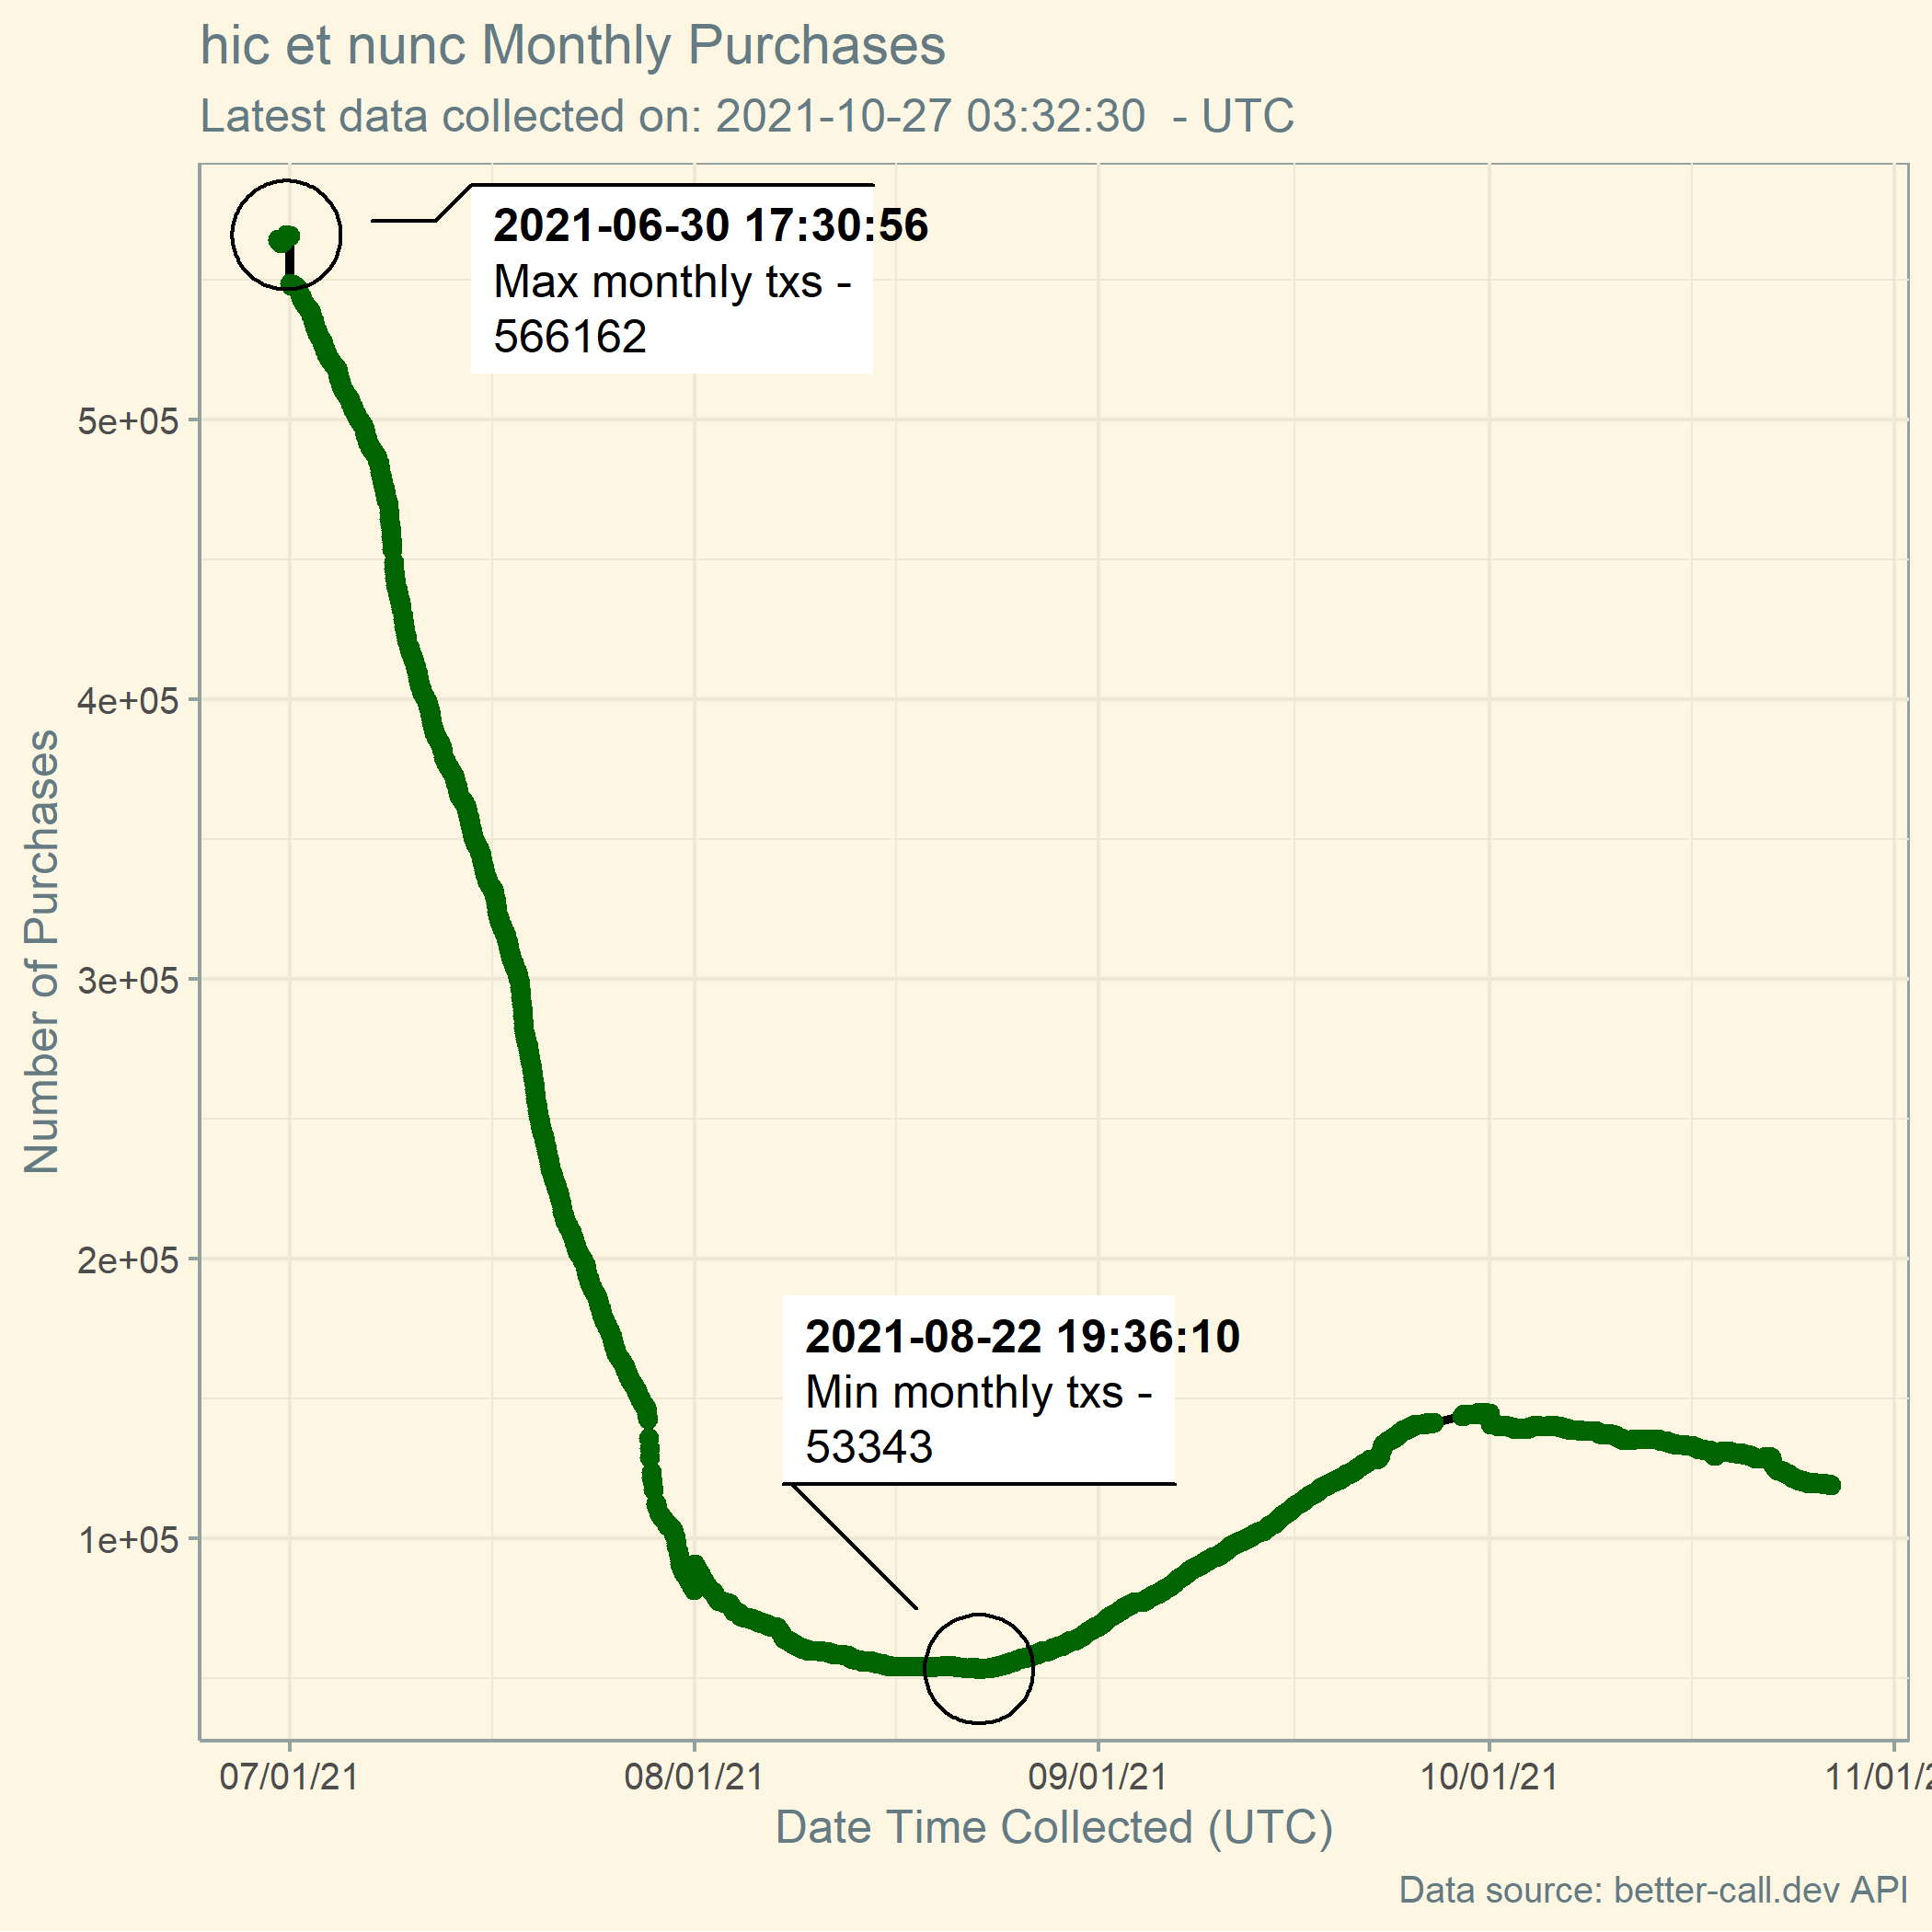 hic et nunc Monthly Purchases
Latest data collected on: 2021-10-27 03:32:30  - UTC
2021-06-30 17:30:56
Max monthly txs -
566162
5e+05
4e+05
3e+05
2e+05
1e+05
Number of Purchases
2021-08-22 19:36:10
Min monthly txs -
53343
07/01/21
08/01/21
09/01/21
10/01/21
11/01/2
Date Time Collected (UTC)
Data source: better-call.dev API